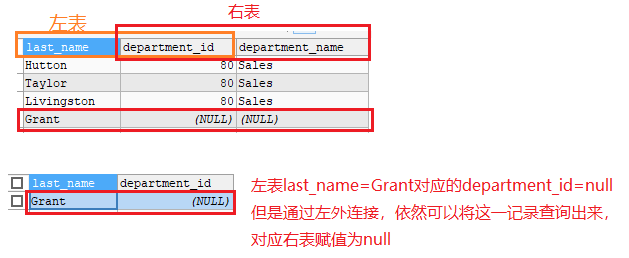 左表
右表
last_name department_id department_name
Hutton 80 Sales
Taylor 80 Sales
Livingston 80 Sales
Grant (NULL) (NULL)
last_name department_id
Grant (NULL)
左表last_name=Grant对应的department_id=null
但是通过左外连接，依然可以将这一记录查询出来，
对应右表赋值为null